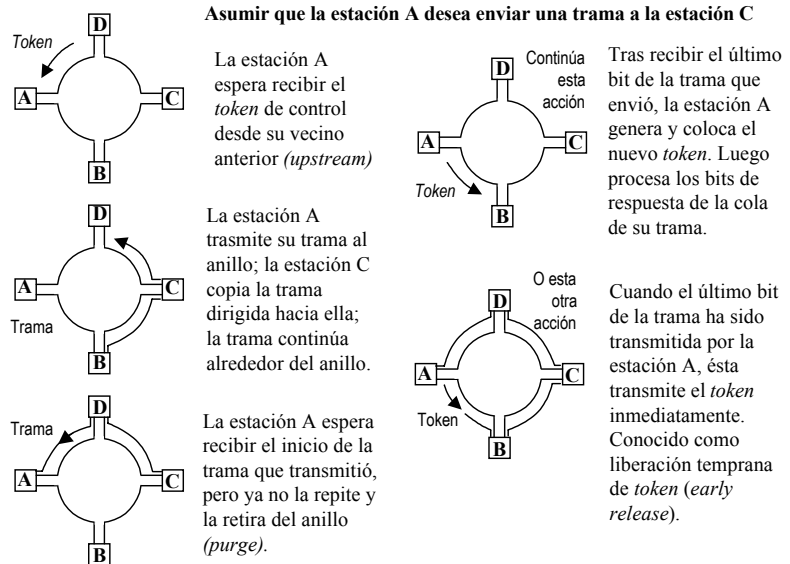 Asumir que la estación A desea enviar una trama a la estación C
Token
D
A
C
B
La estación A
espera recibir el
token de control
desde su vecino
anterior (upstream)
D
A
C
Trama
B
La estación A
trasmite su trama al
anillo; la estación C
copia la trama
dirigida hacia ella;
la trama continúa
alrededor del anillo.
D
Trama
A
C
B
La estación A espera
recibir el inicio de la
trama que transmitió,
pero ya no la repite y
la retira del anillo
(purge).
Continúa
esta
acción
D
A
C
Token
B
Tras recibir el último
bit de la trama que
envió, la estación A
genera y coloca el
nuevo token. Luego
procesa los bits de
respuesta de la cola
de su trama.
O esta
otra
acción
D
A
C
Token
B
Cuando el último bit
de la trama ha sido
transmitida por la
estación A, ésta
transmite el token
inmediatamente.
Conocido como
liberación temprana
de token (early
release).